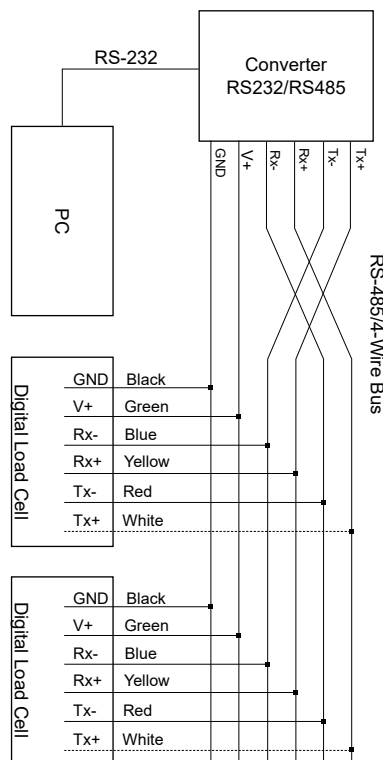 RS-232
Converter
RS232/RS485
GND
V+
Rx-
Rx+
Tx-
Tx+
PC
RS-485/4-Wire Bus
Digital Load Cell
GND Black
V+ Green
Rx- Blue
Rx+ Yellow
Tx- Red
Tx+ White
Digital Load Cell
GND Black
V+ Green
Rx- Blue
Rx+ Yellow
Tx- Red
Tx+ White